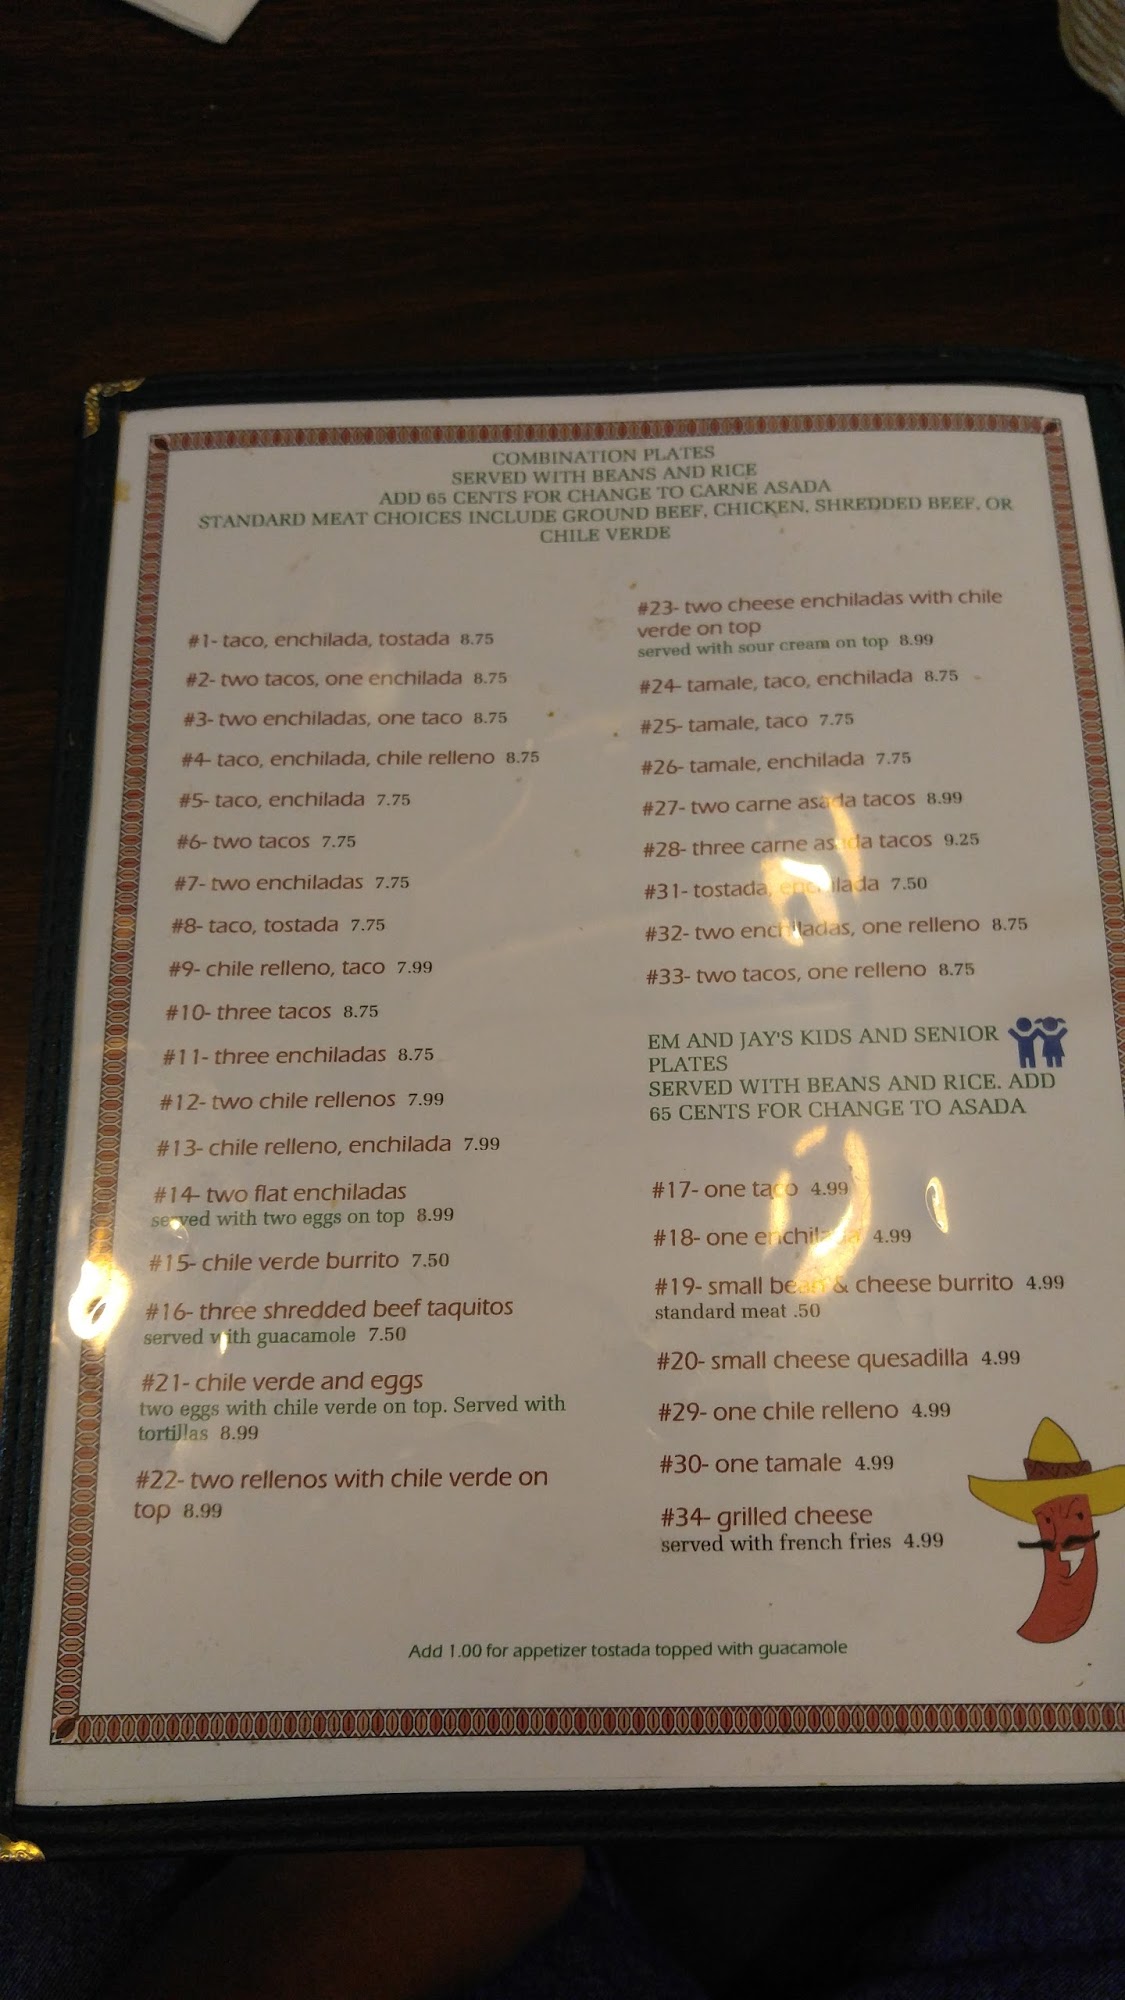 COMBINATION PLATES
SERVED WITH BEANS AND RICE
ADD 65 CENTS FOR CHANGE TO CARNE ASADA
STANDARD MEAT CHOICES INCLUDE GROUND BEEF, CHICKEN, SHREDDED BEEF, OR
CHILE VERDE
#1- taco, enchilada, tostada 8.75
#2- two tacos, one enchilada 8.75
#3- two enchiladas, one taco 8.75
#4- taco, enchilada, chile relleno 8.75
#5- taco, enchilada 7.75
#6- two tacos 7.75
#7- two enchiladas 7.75
#8- taco, tostada 7.75
#9- chile relleno, taco 7.99
#10- three tacos 8.75
#11- three enchiladas 8.75
#12- two chile rellenos 7.99
#13- chile relleno, enchilada 7.99
#14- two flat enchiladas
served with two eggs on top 8.99
#15- chile verde burrito 7.50
#16- three shredded beef taquitos
served with guacamole 7.50
#21- chile verde and eggs
two eggs with chile verde on top. Served with
tortillas 8.99
#22- two rellenos with chile verde on
top 8.99
#23- two cheese enchiladas with chile
verde on top
served with sour cream on top 8.99
#24- tamale, taco, enchilada 8.75
#25- tamale, taco 7.75
#26- tamale, enchilada 7.75
#27- two carne asada tacos 8.99
#28- three carne asada tacos 9.25
#31- tostada, enchilada 7.50
#32- two enchiladas, one relleno 8.75
#33- two tacos, one relleno 8.75
EM AND JAY'S KIDS AND SENIOR
PLATES
SERVED WITH BEANS AND RICE. ADD
65 CENTS FOR CHANGE TO ASADA
#17- one taco 4.99
#18- one enchilada 4.99
#19- small bean & cheese burrito 4.99
standard meat .50
#20- small cheese quesadilla 4.99
#29- one chile relleno 4.99
#30- one tamale 4.99
#34- grilled cheese
served with french fries 4.99
Add 1.00 for appetizer tostada topped with guacamole